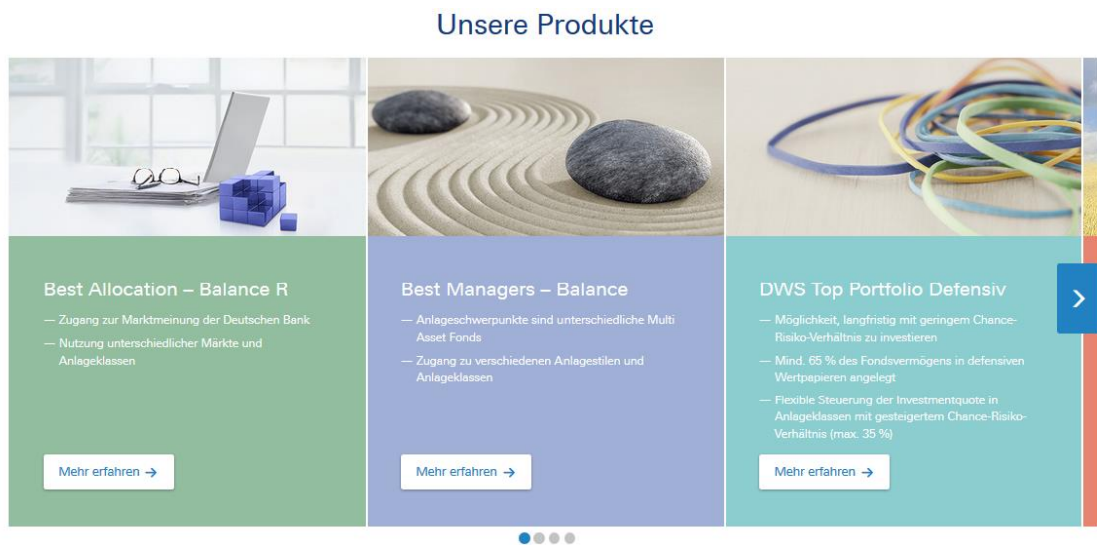 Unsere Produkte
Best Allocation – Balance R
— Zugang zur Marktmeinung der Deutschen Bank
— Nutzung unterschiedlicher Märkte und
Anlageklassen
Mehr erfahren →
Best Managers – Balance
— Anlageschwerpunkte sind unterschiedliche Multi
Asset Fonds
— Zugang zu verschiedenen Anlagestilen und
Anlageklassen
Mehr erfahren →
DWS Top Portfolio Defensiv
— Möglichkeit, langfristig mit geringem Chance-
Risiko-Verhältnis zu investieren
— Mind. 65 % des Fondsvermögens in defensiven
Wertpapieren angelegt
— Flexible Steuerung der Investmentquote in
Anlageklassen mit gesteigertem Chance-Risiko-
Verhältnis (max. 35 %)
Mehr erfahren →